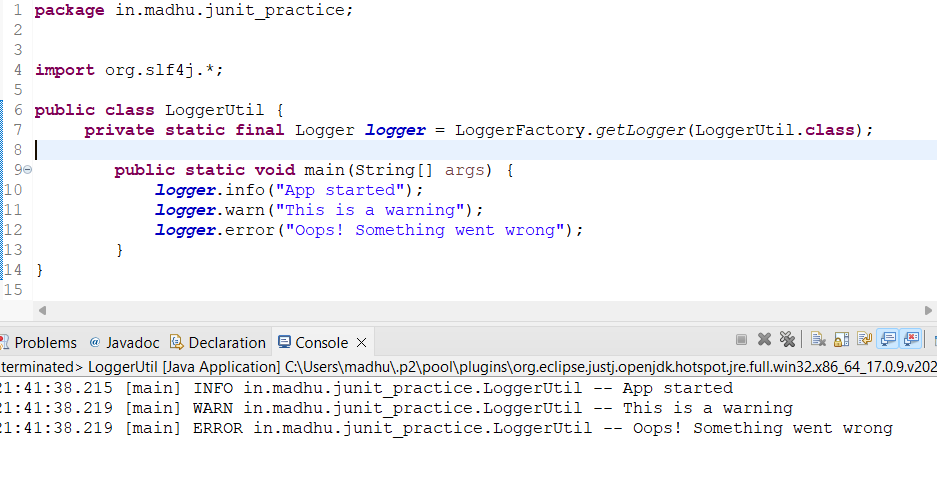 1 package in.madhu.junit_practice;
2
3
4 import org.slf4j.*;
5
6 public class LoggerUtil {
7 private static final Logger logger = LoggerFactory.getLogger(LoggerUtil.class);
8
9 public static void main(String[] args) {
10 logger.info("App started");
11 logger.warn("This is a warning");
12 logger.error("Oops! Something went wrong");
13 }
14 }
15
Problems @ Javadoc Declaration Console
terminated> LoggerUtil [Java Application] C:\Users\madhu\.p2\pool\plugins\org.eclipse.justj.openjdk.hotspot.jre.full.win32.x86_64_17.0.9.v202
21:41:38.215 [main] INFO in.madhu.junit_practice.LoggerUtil -- App started
21:41:38.219 [main] WARN in.madhu.junit_practice.LoggerUtil -- This is a warning
21:41:38.219 [main] ERROR in.madhu.junit_practice.LoggerUtil -- Oops! Something went wrong